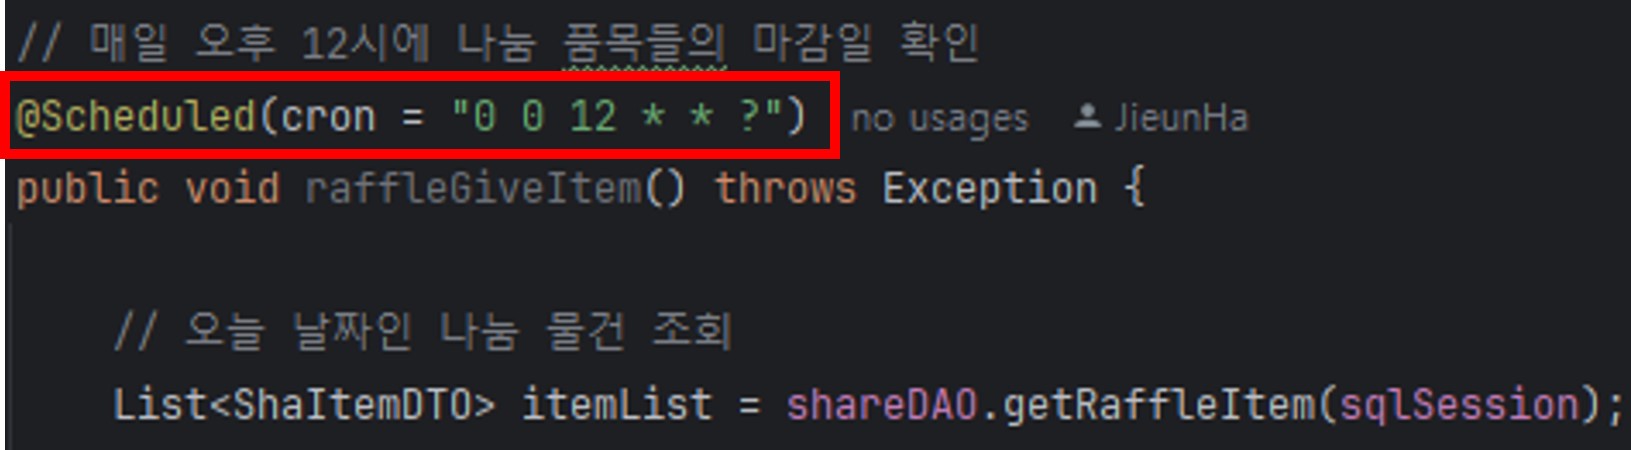 // 매일 오후 12시에 나눔 품목들의 마감일 확인
@Scheduled(cron = "0 0 12 * * ?") no usages JieunHa
public void raffleGiveItem() throws Exception {
// 오늘 날짜인 나눔 물건 조회
List<ShaItemDTO> itemList = shareDAO.getRaffleItem(sqlSession);